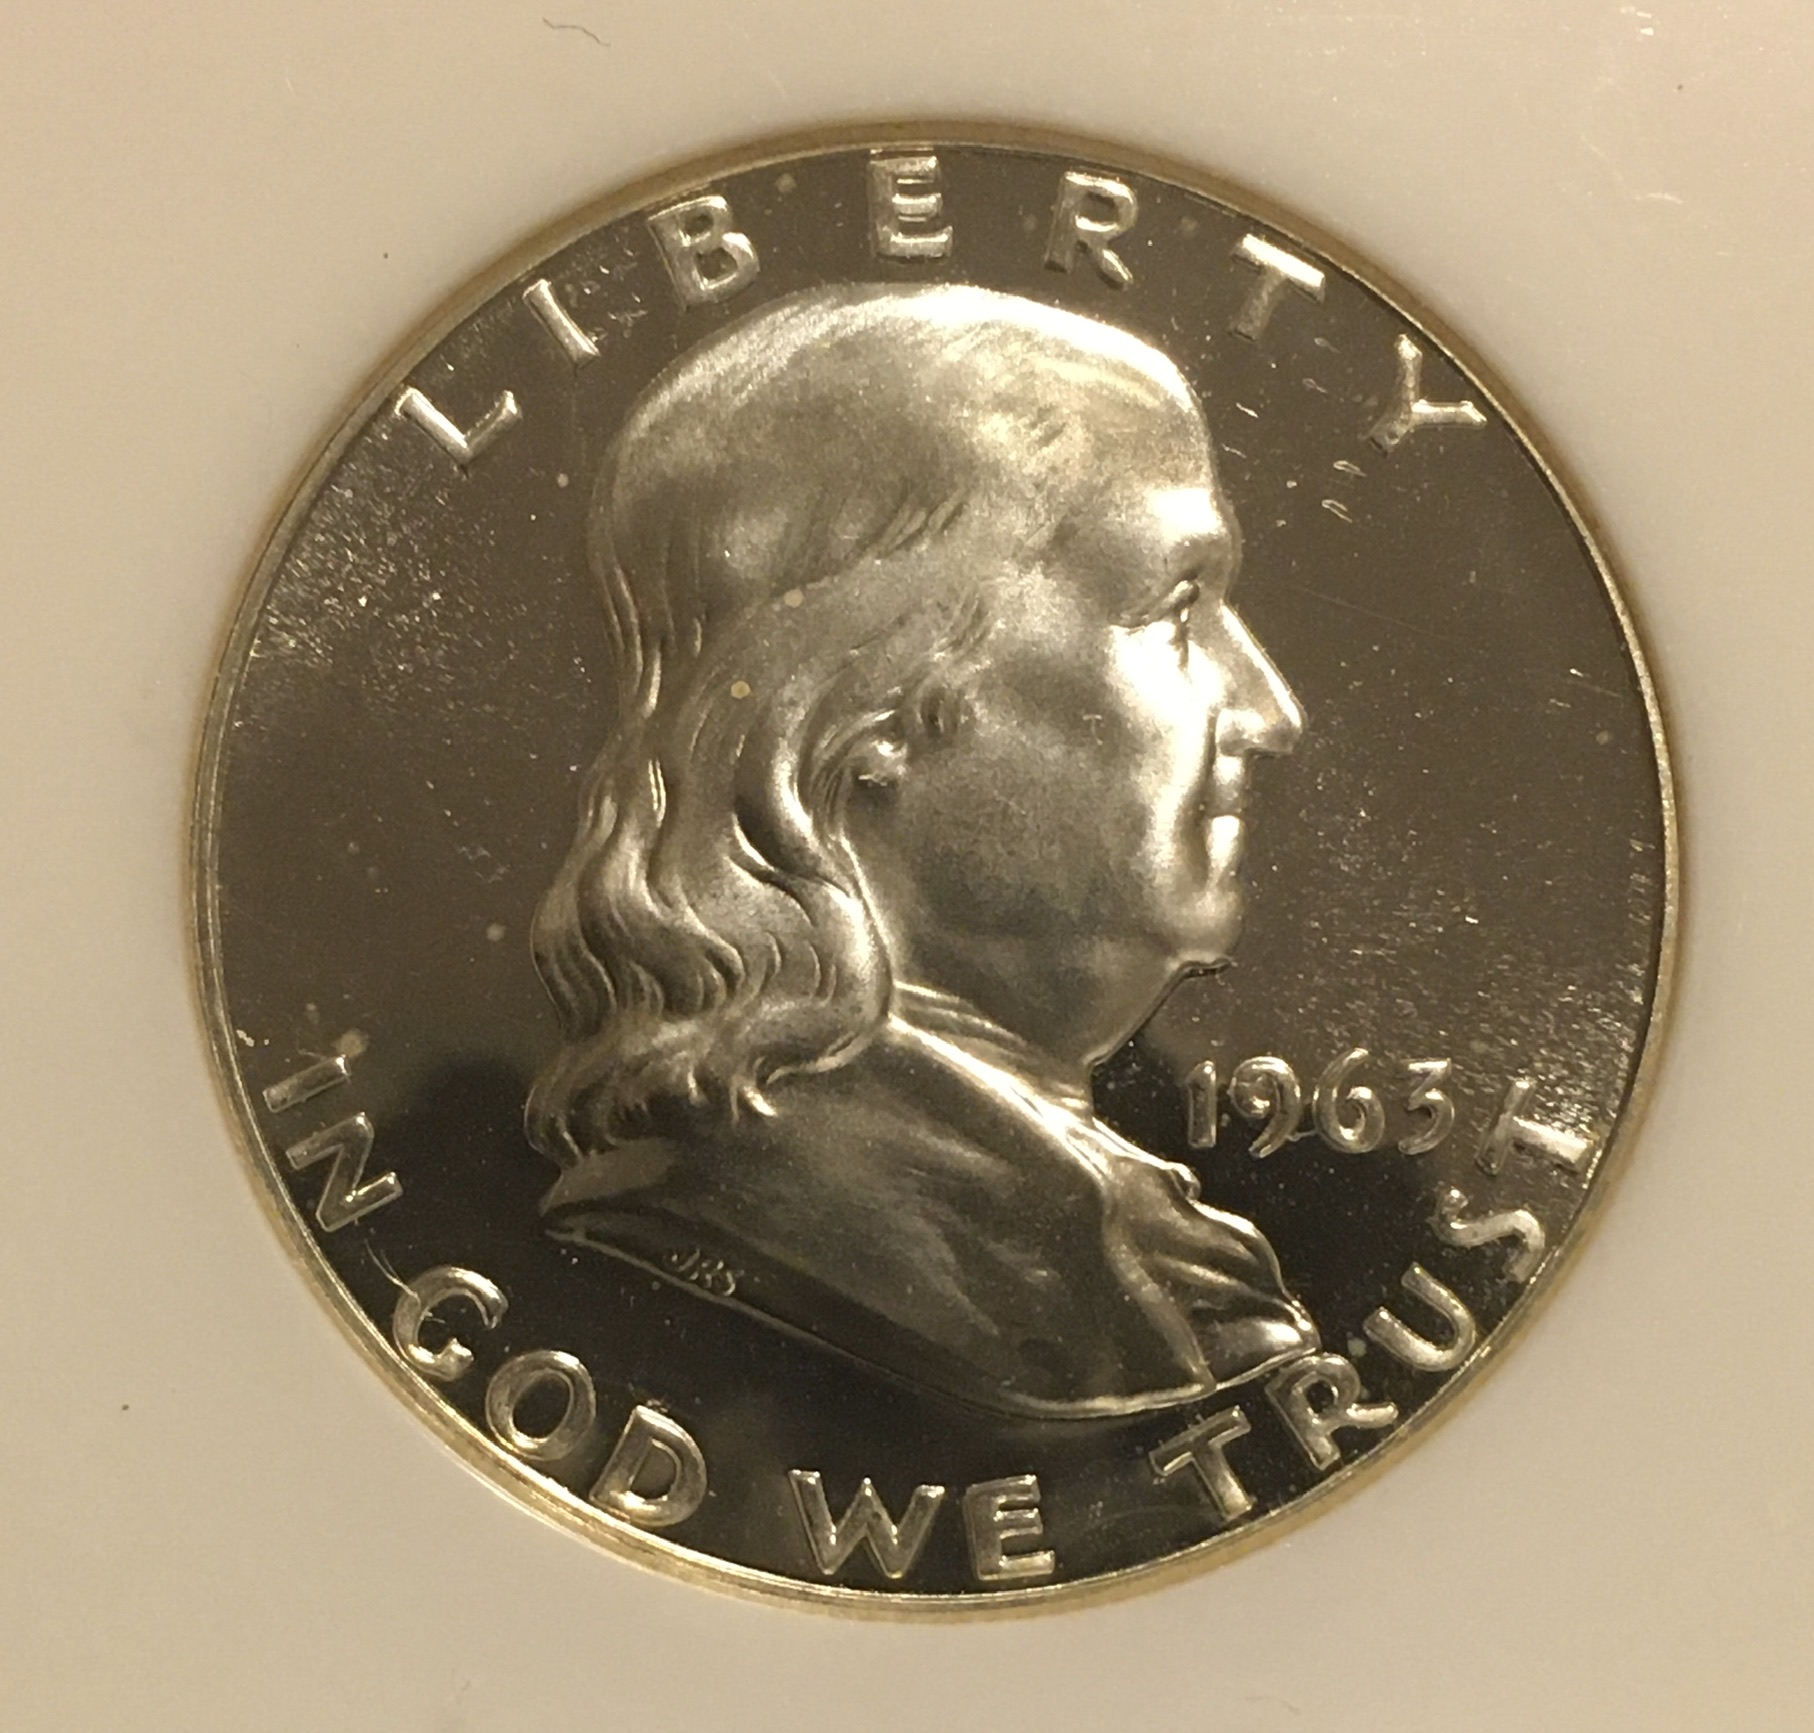 LIBERTY
1963
JRS
IN GOD WE TRUST